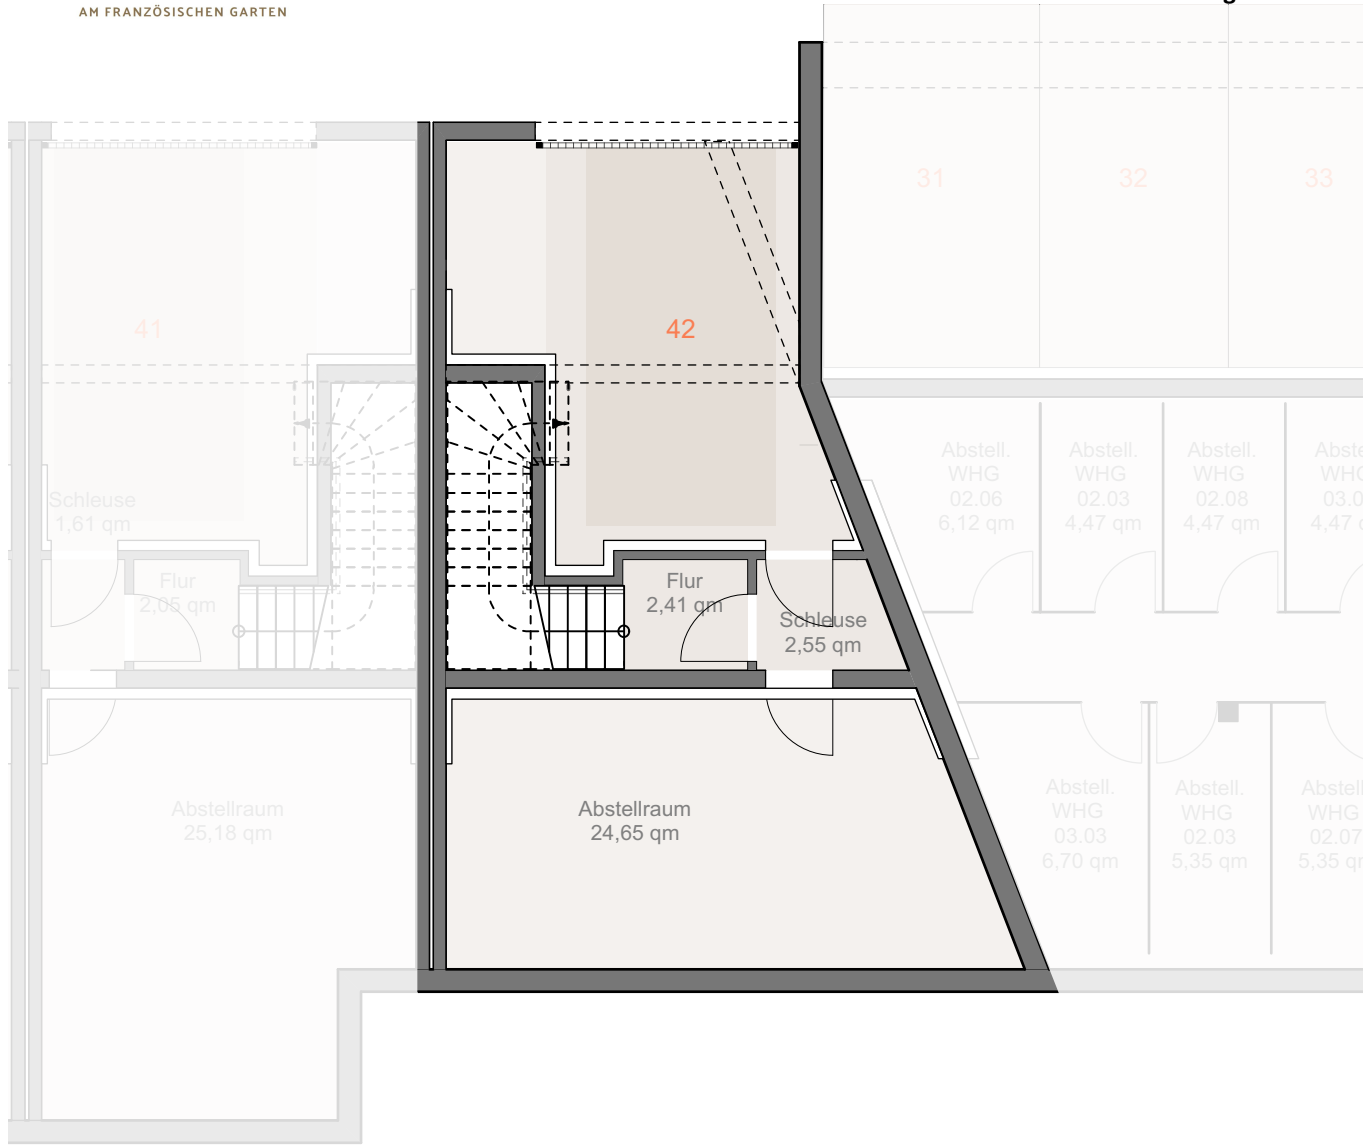 AM FRANZÖSISCHEN GARTEN
31
32
33
41
42
Abstell.
WHG
02.06
6,12 qm
Abstell.
WHG
02.03
4,47 qm
Abstell.
WHG
02.08
4,47 qm
Schleuse
1,61 qm
Flur
2,05 qm
Flur
2,41 qm
Schleuse
2,55 qm
Abstellraum
25,18 qm
Abstellraum
24,65 qm
Abstell.
WHG
03.03
6,70 qm
Abstell.
WHG
02.03
5,35 qm
WHG
02.07